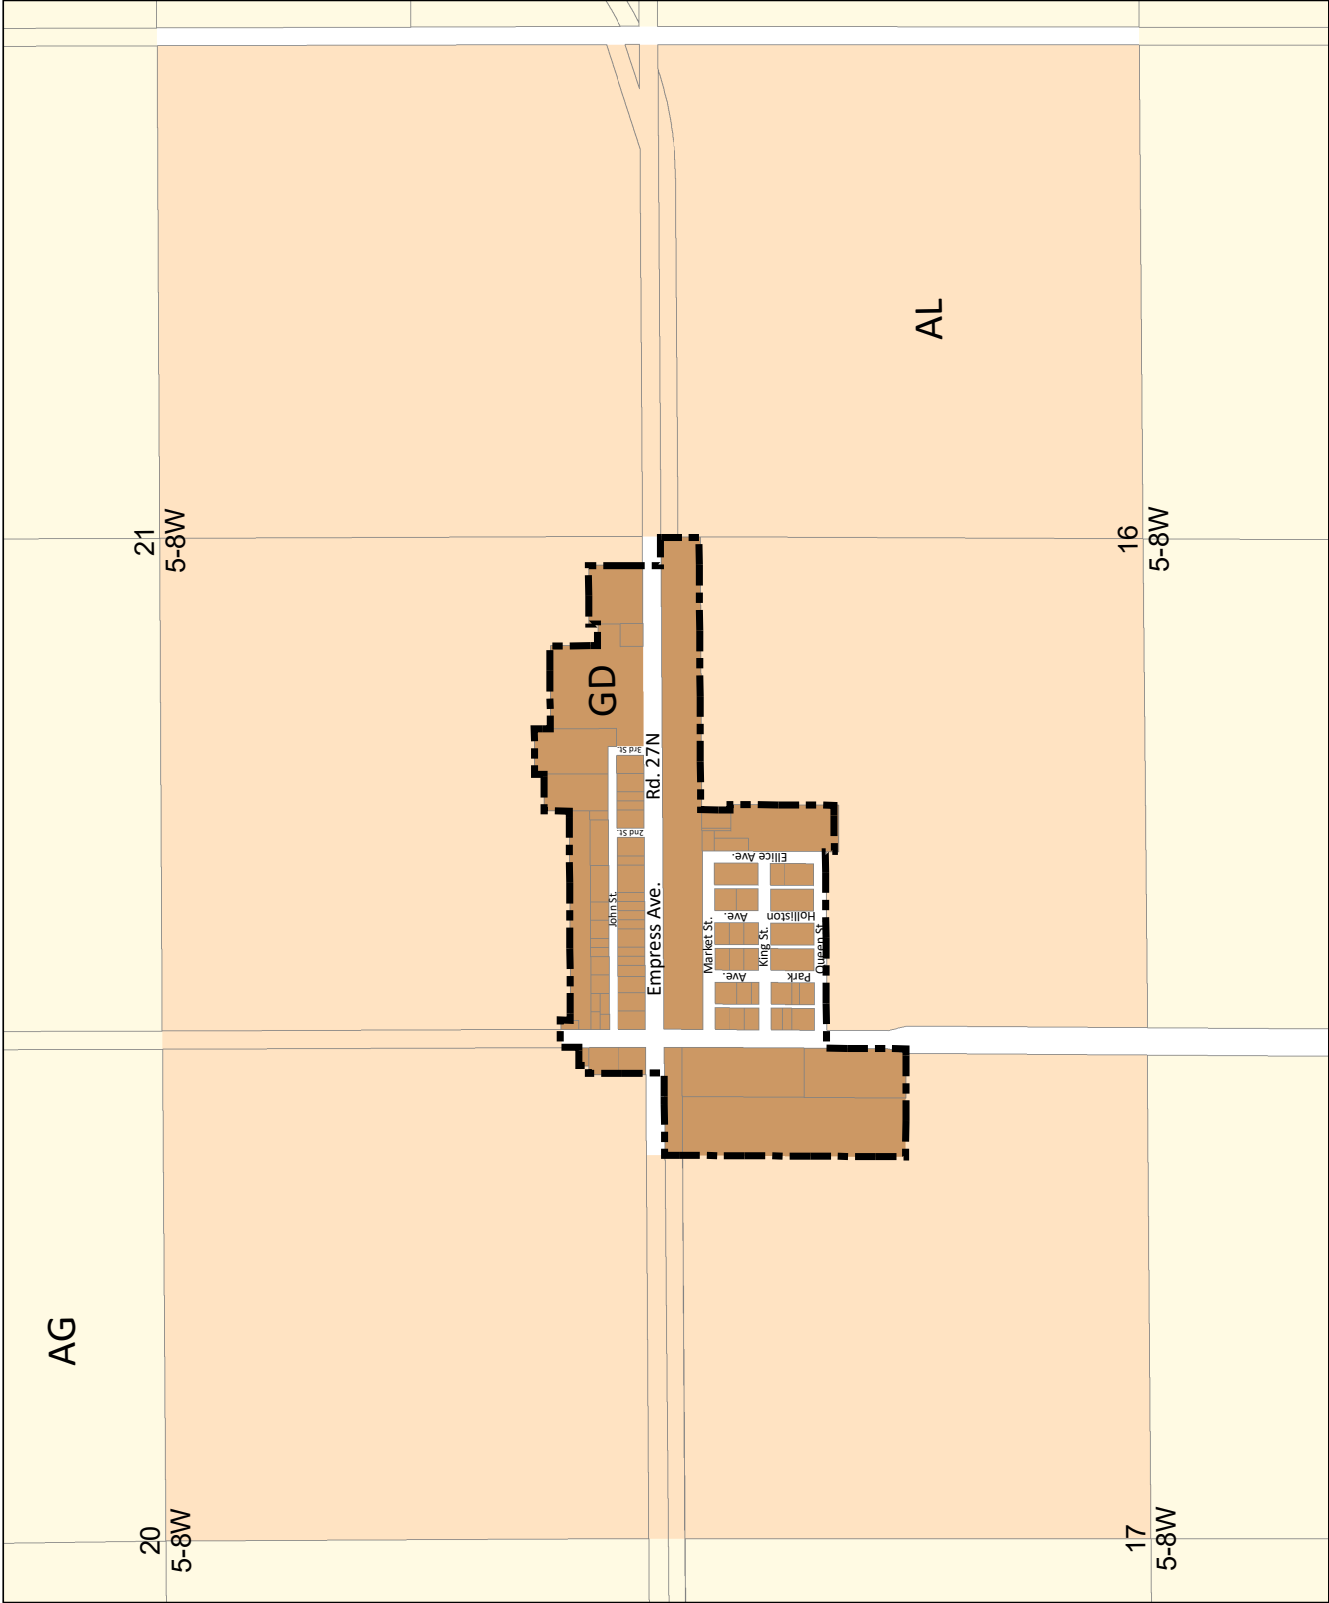 AG
20
5-8W
21
5-8W
GD
AL
16
5-8W
17
5-8W
Rd. 27N
Empress Ave.
John St.
2nd St.
3rd St.
Market St.
King St.
Queen St.
Ellice Ave.
Holliston
Ave.
Park
Ave.